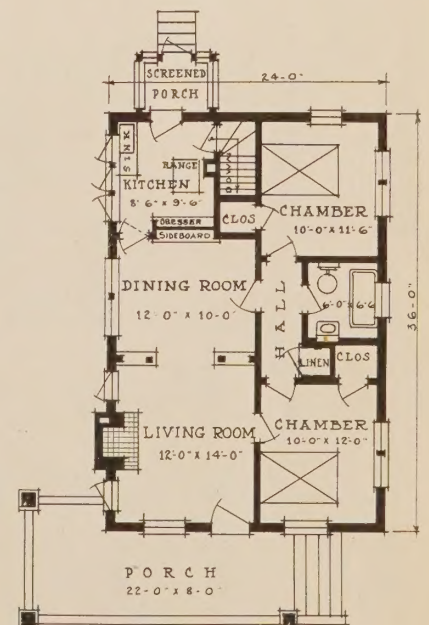 SCREENED
PORCH
24'-0"
SINK
RANGE
KITCHEN
8'-6" x 9'-6"
DRESSER
SIDEBOARD
CLOS
CHAMBER
10'-0" x 11'-6"
DINING ROOM
12'-0" x 10'-0"
HALL
6'-0" x 6'-6
36'-0"
LINEN
CLOS
LIVING ROOM
12'-0" x 14'-0"
CHAMBER
10'-0" x 12'-0"
PORCH
22'-0" x 8'-0"